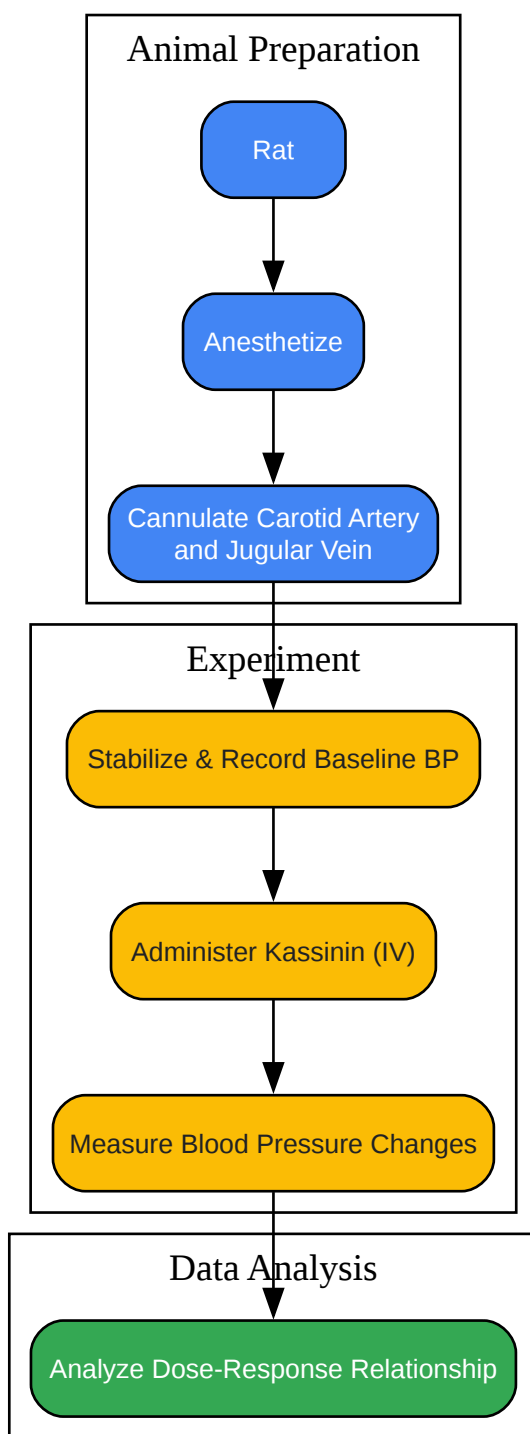 Animal Preparation
Rat
Anesthetize
Cannulate Carotid Artery
and Jugular Vein
Experiment
Stabilize & Record Baseline BP
Administer Kassinin (IV)
Measure Blood Pressure Changes
Data Analysis
Analyze Dose-Response Relationship